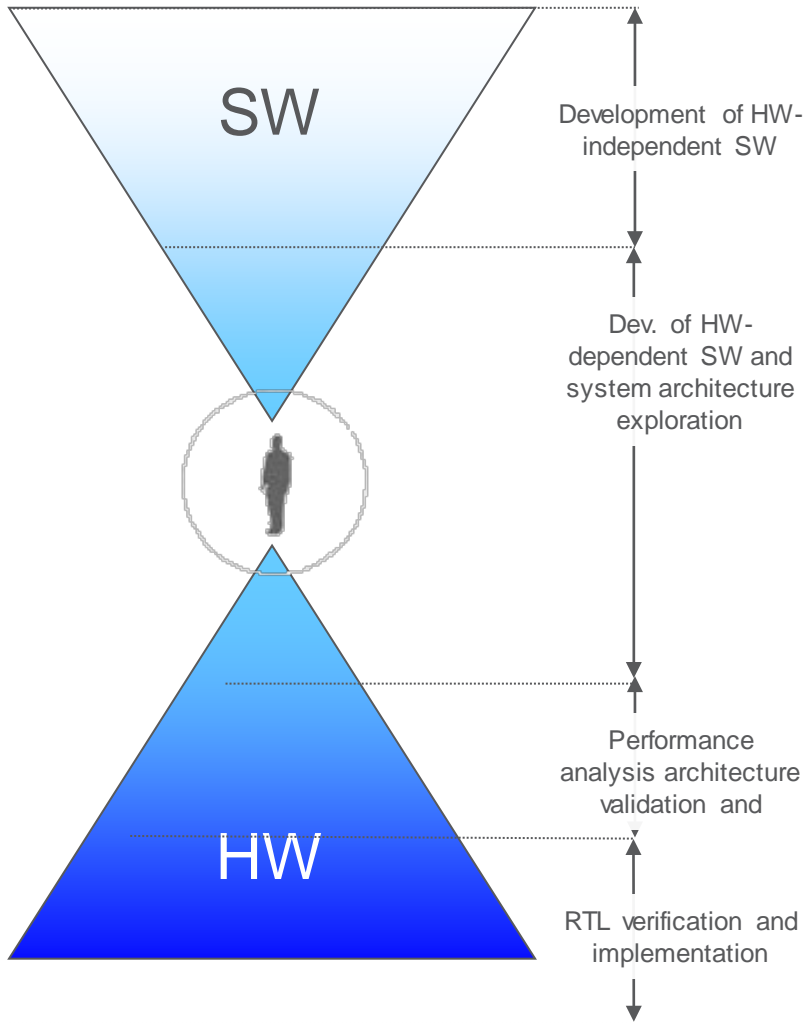 SW
Development of HW-
independent SW
Dev. of HW-
dependent SW and
system architecture
exploration
Performance
analysis architecture
validation and
HW
RTL verification and
implementation